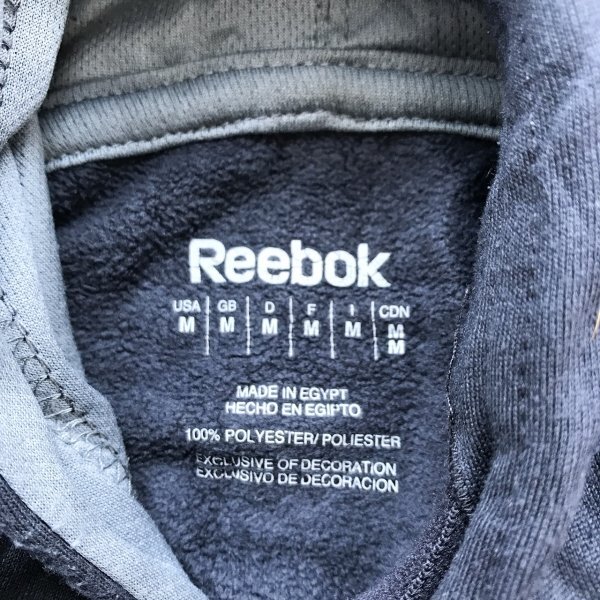 Reebok
USA GB D F I CDN
M M M M M M
M
MADE IN EGYPT
HECHO EN EGIPTO
100% POLYESTER/ POLIESTER
EXCLUSIVE OF DECORATION
EXCLUSIVO DE DECORACION